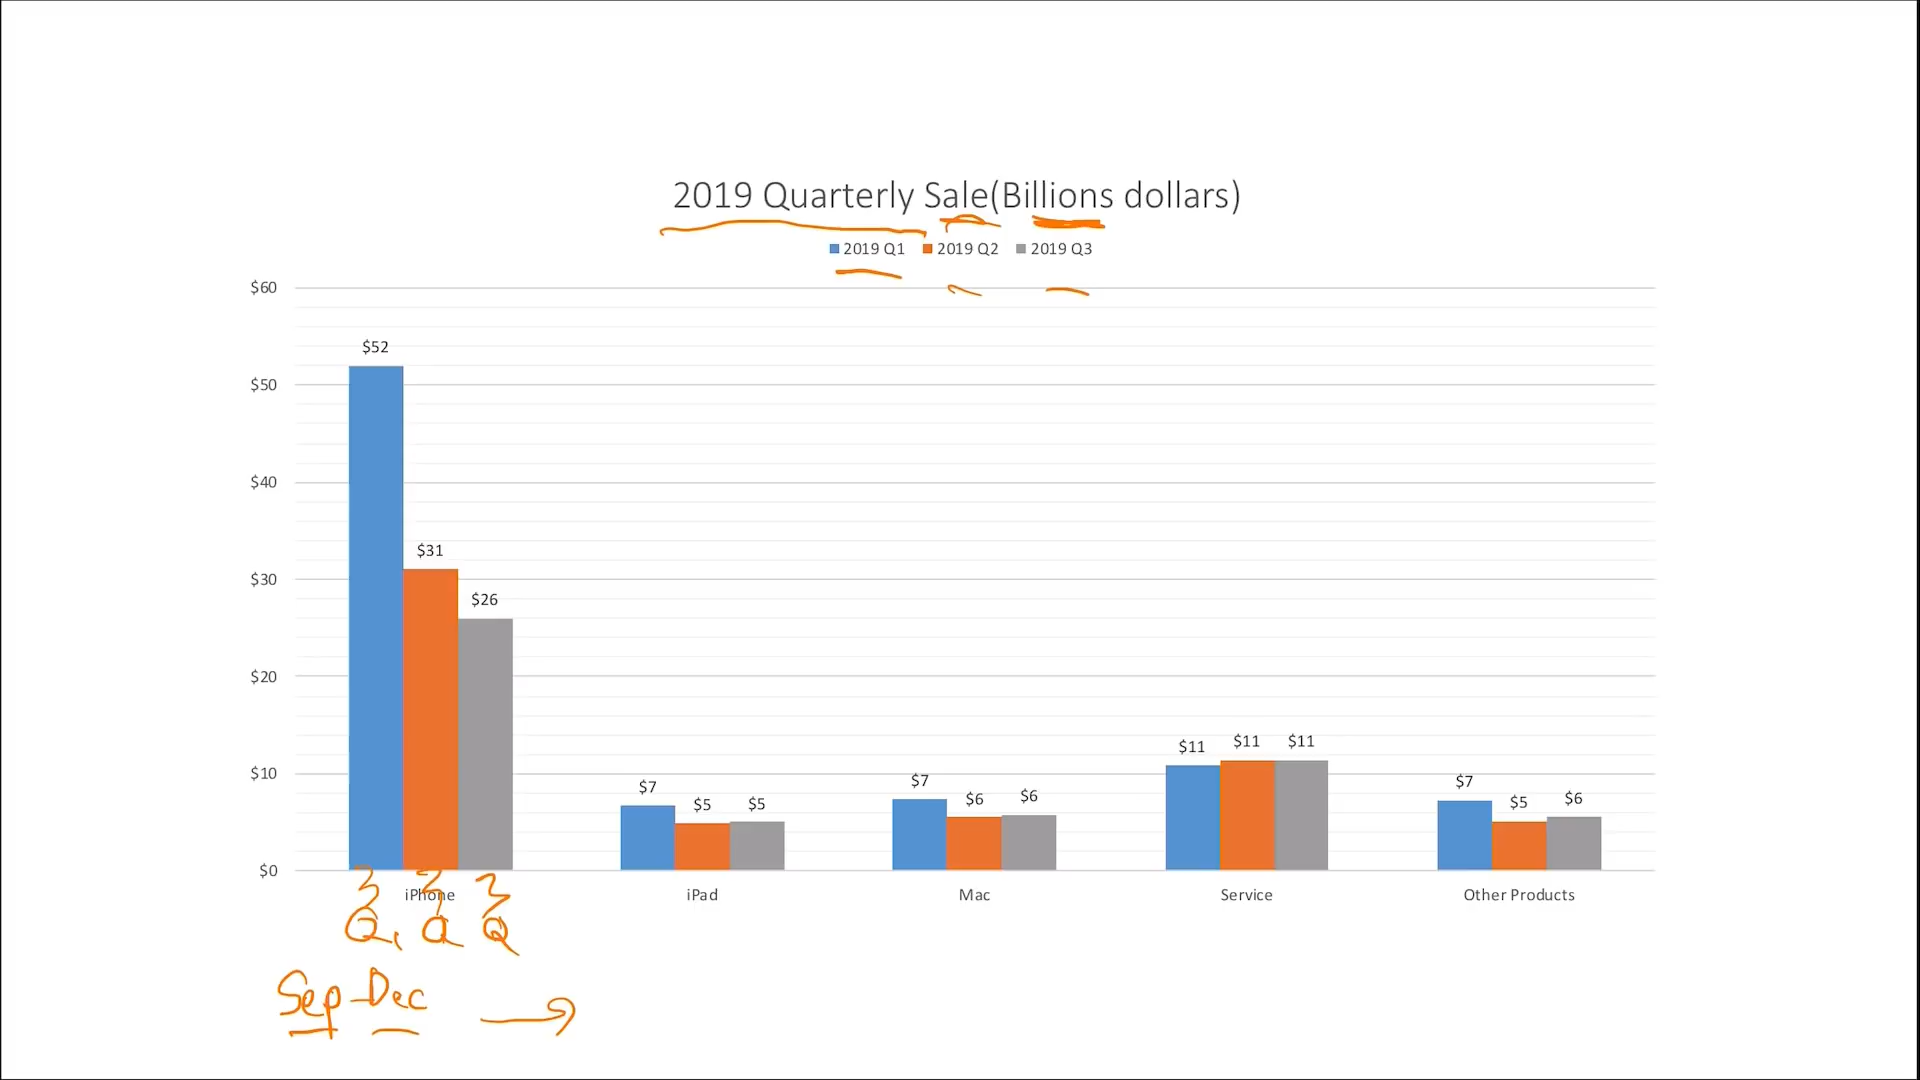 2019 Quarterly Sale(Billions dollars)
2019 Q1 2019 Q2 2019 Q3
$60
$50
$40
$30
$20
$10
$0
$52
$31
$26
$7 $5 $5
$7 $6 $6
$11 $11 $11
$7 $5 $6
iPhone iPad Mac Service Other Products
Q1 Q Q
Sep-Dec